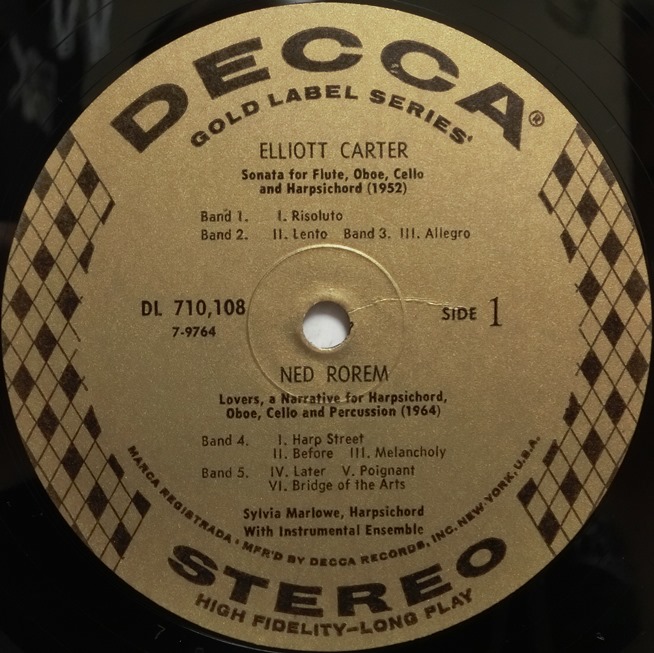 DECCA®
GOLD LABEL SERIES
ELLIOTT CARTER
Sonata for Flute, Oboe, Cello
and Harpsichord (1952)
Band 1. I. Risoluto
Band 2. II. Lento Band 3. III. Allegro
DL 710,108
7-9764
SIDE 1
NED ROREM
Lovers, a Narrative for Harpsichord,
Oboe, Cello and Percussion (1964)
Band 4. I. Harp Street
II. Before III. Melancholy
Band 5. IV. Later V. Poignant
VI. Bridge of the Arts
Sylvia Marlowe, Harpsichord
With Instrumental Ensemble
MARCA REGISTRADA • MFR'D BY DECCA RECORDS, INC. NEW YORK, U.S.A.
STEREO
HIGH FIDELITY–LONG PLAY